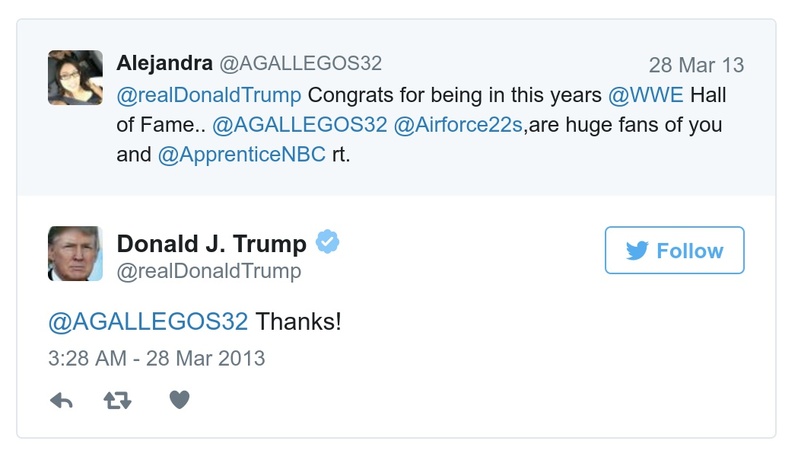 Alejandra @AGALLEGOS32 28 Mar 13
@realDonaldTrump Congrats for being in this years @WWE Hall
of Fame.. @AGALLEGOS32 @Airforce22s,are huge fans of you
and @ApprenticeNBC rt.
Donald J. Trump
@realDonaldTrump
Follow
@AGALLEGOS32 Thanks!
3:28 AM - 28 Mar 2013